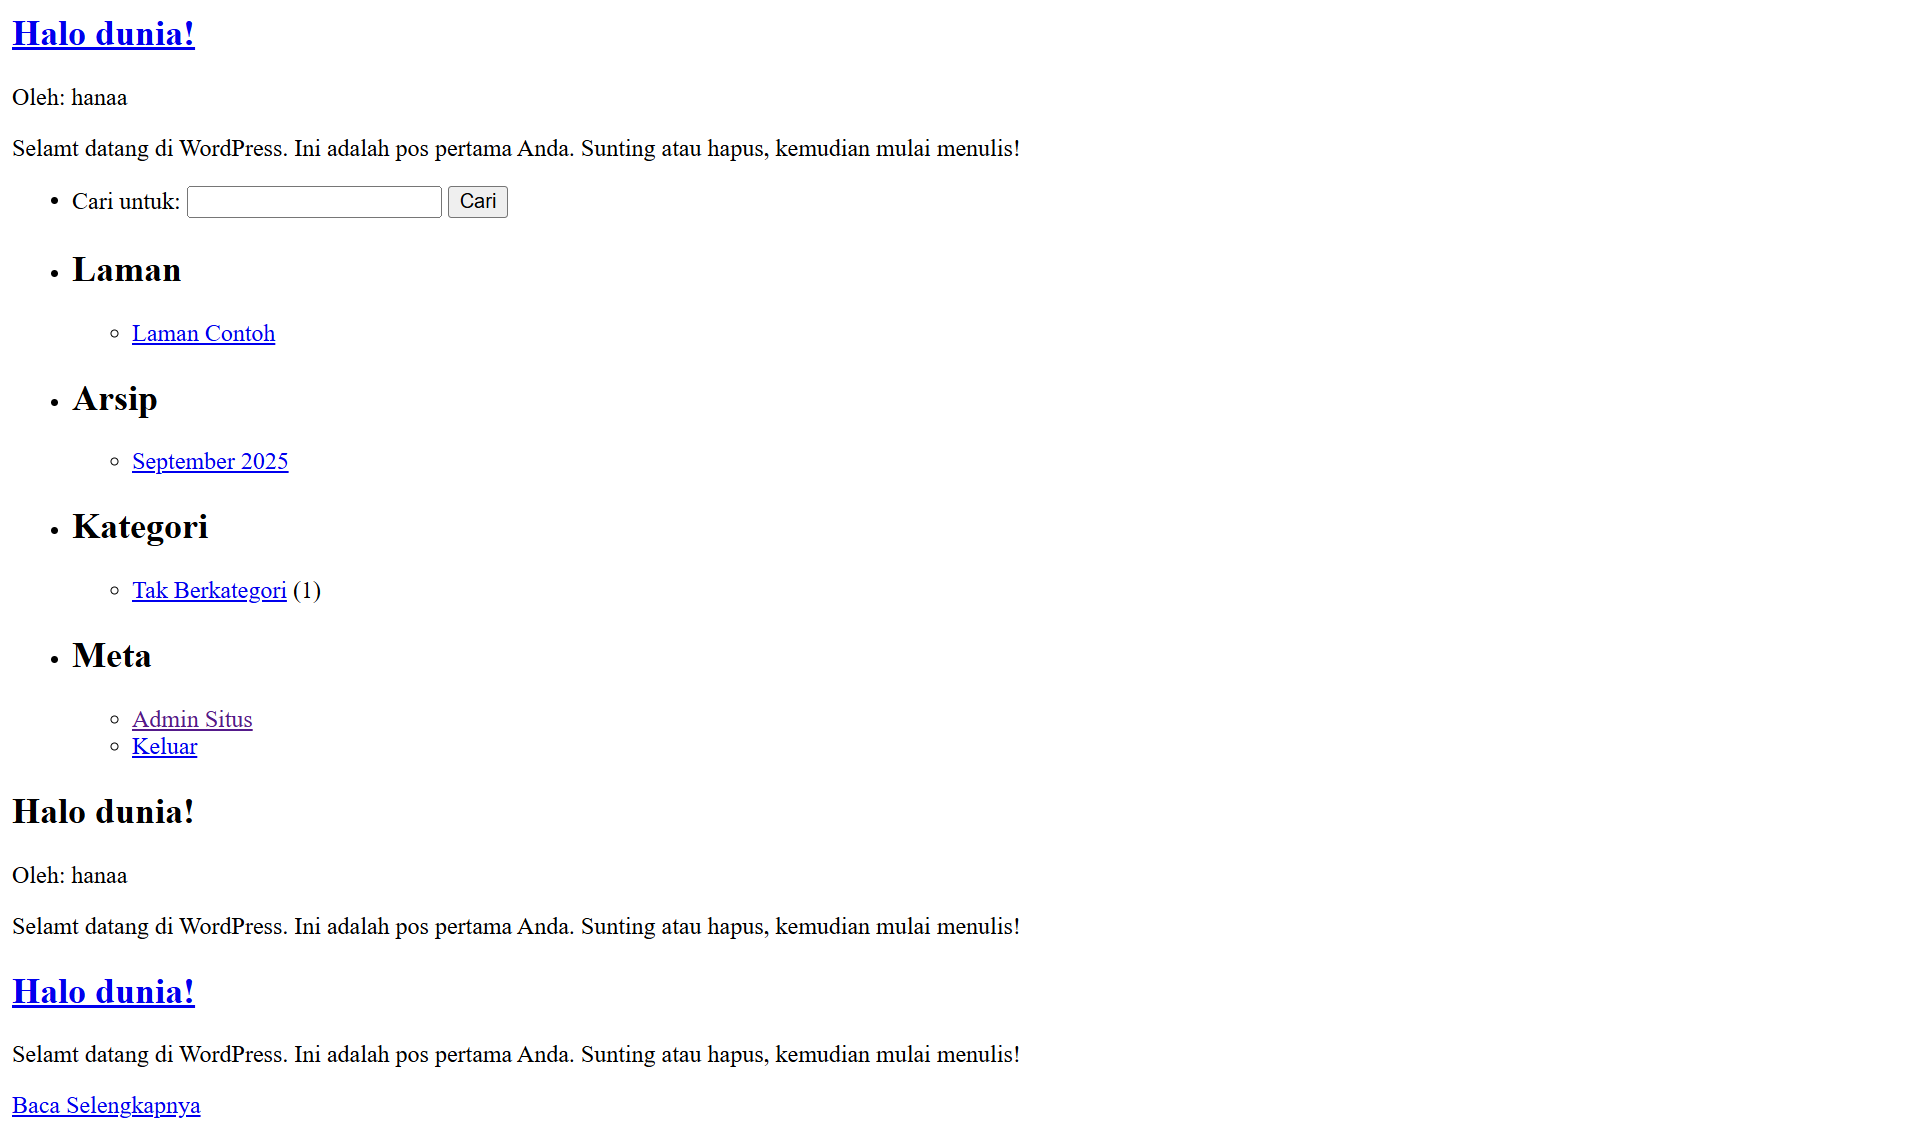 Halo dunia!
Oleh: hanaa
Selamt datang di WordPress. Ini adalah pos pertama Anda. Sunting atau hapus, kemudian mulai menulis!
Cari untuk: Cari
Laman
Laman Contoh
Arsip
September 2025
Kategori
Tak Berkategori (1)
Meta
Admin Situs
Keluar
Halo dunia!
Oleh: hanaa
Selamt datang di WordPress. Ini adalah pos pertama Anda. Sunting atau hapus, kemudian mulai menulis!
Halo dunia!
Selamt datang di WordPress. Ini adalah pos pertama Anda. Sunting atau hapus, kemudian mulai menulis!
Baca Selengkapnya